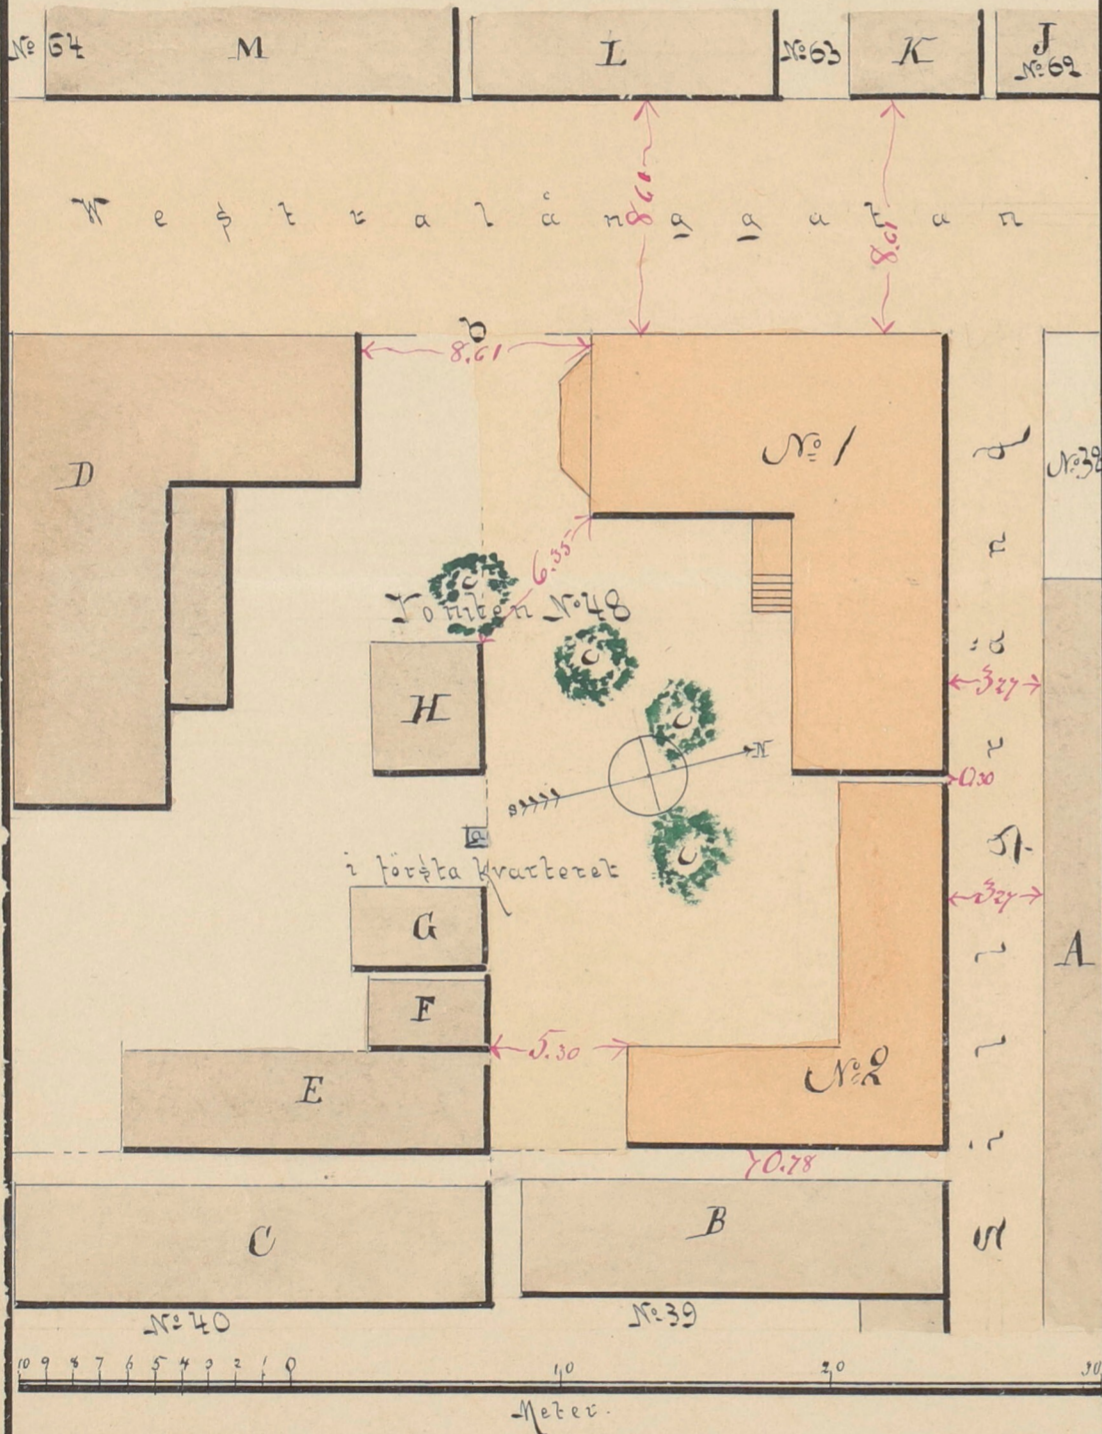 No 64
M
L
No 63
K
J
No 62
Westralånggatan
8.61
8.61
b
8.61
D
No 1
No 38
6.35
Tomten No 48
H
3.27
N
S
0.30
i första kvarteret
3.27
G
A
F
5.30
E
No 2
0.78
C
B
No 40
No 39
10 9 8 7 6 5 4 3 2 1 0 10 20 30
Meter.